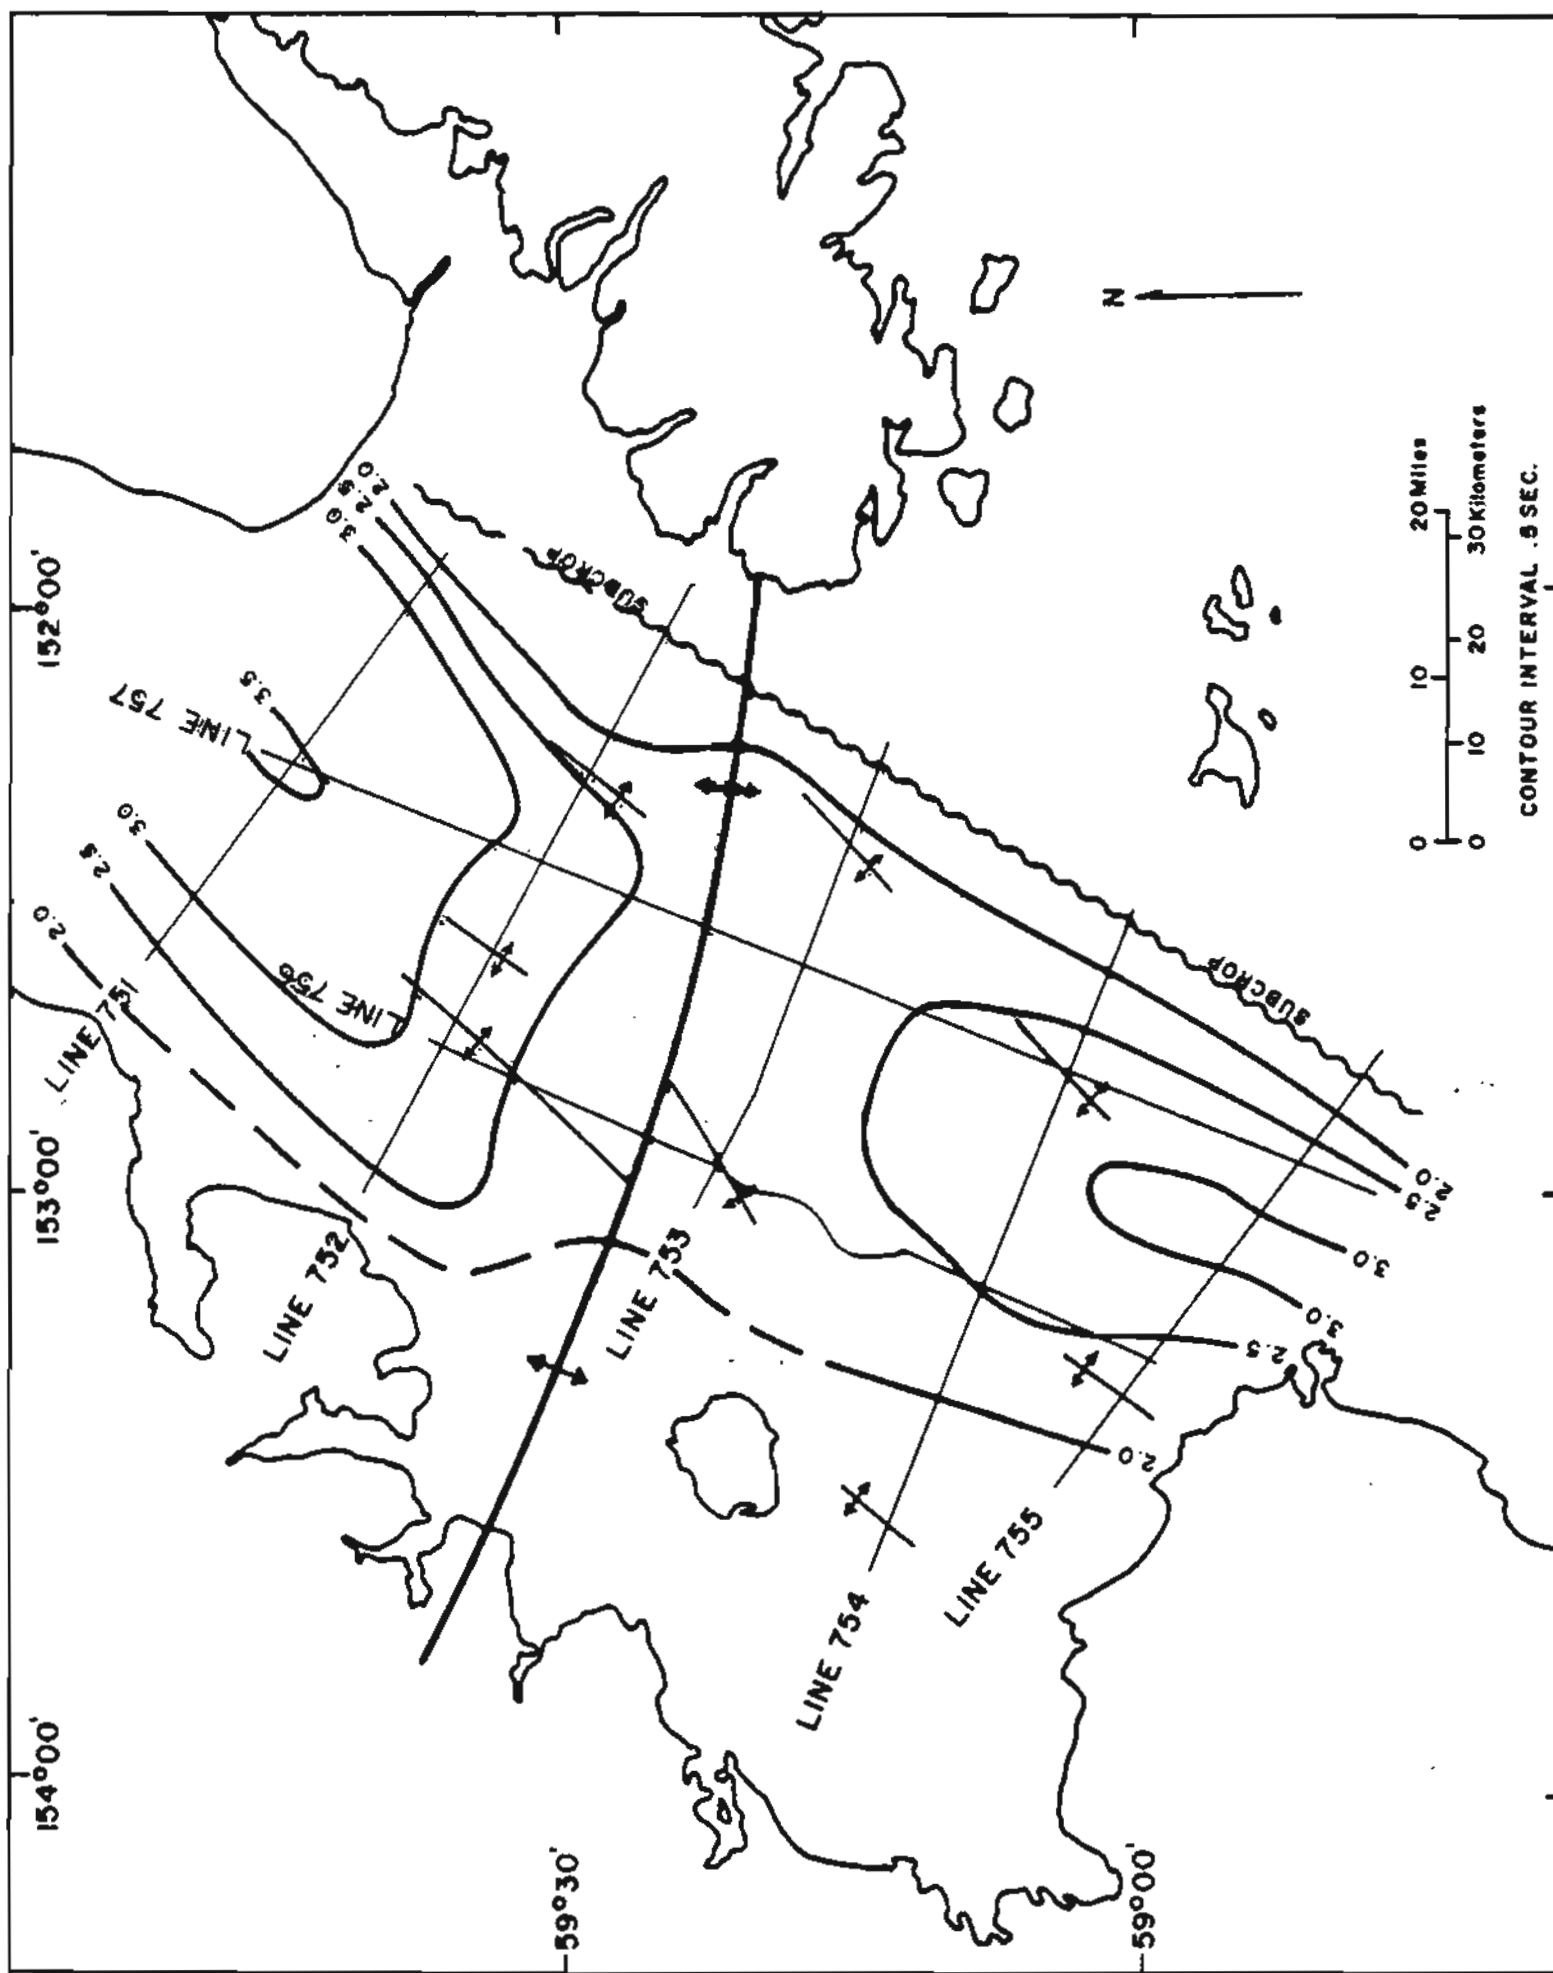 154°00'
153°00'
152°00'
59°30'
59°00'
LINE 751
LINE 752
LINE 753
LINE 754
LINE 755
LINE 756
LINE 757
2.0
2.5
3.0
3.5
3.0
2.5
2.0
SUBCROP
SUBCROP
2.0
2.5
3.0
3.0
2.5
2.0
N
0 10 20 Miles
0 10 20 30 Kilometers
CONTOUR INTERVAL .5 SEC.